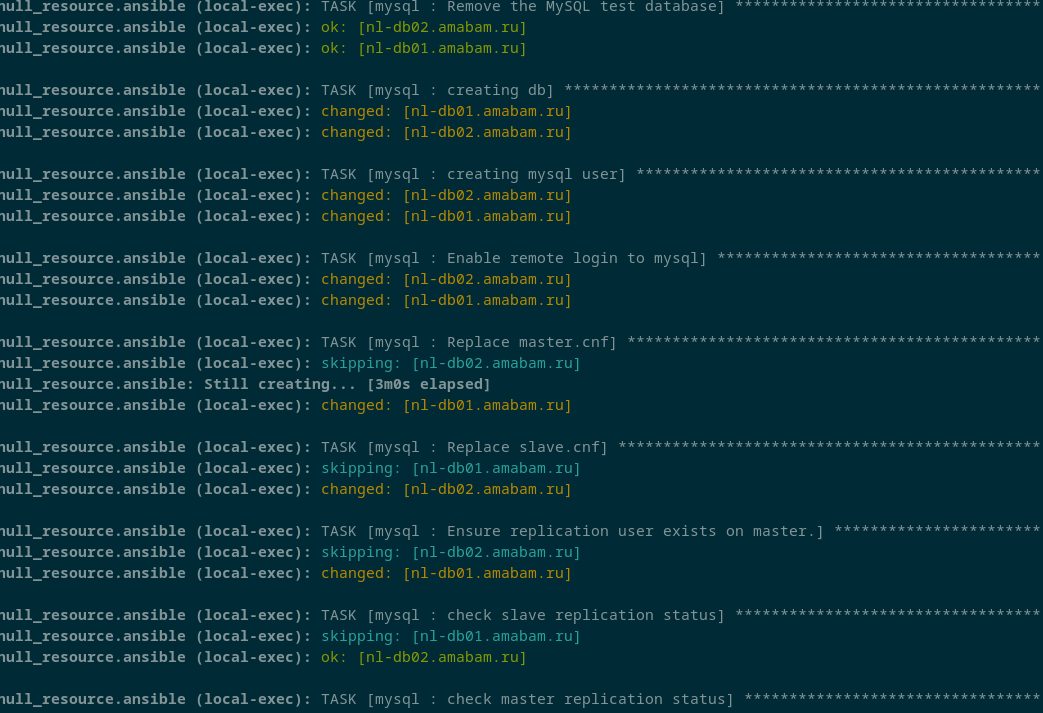 null_resource.ansible (local-exec): TASK [mysql : Remove the MySQL test database] **********************************
null_resource.ansible (local-exec): ok: [nl-db02.amabam.ru]
null_resource.ansible (local-exec): ok: [nl-db01.amabam.ru]
null_resource.ansible (local-exec): TASK [mysql : creating db] *****************************************************
null_resource.ansible (local-exec): changed: [nl-db01.amabam.ru]
null_resource.ansible (local-exec): changed: [nl-db02.amabam.ru]
null_resource.ansible (local-exec): TASK [mysql : creating mysql user] *********************************************
null_resource.ansible (local-exec): changed: [nl-db02.amabam.ru]
null_resource.ansible (local-exec): changed: [nl-db01.amabam.ru]
null_resource.ansible (local-exec): TASK [mysql : Enable remote login to mysql] ************************************
null_resource.ansible (local-exec): changed: [nl-db02.amabam.ru]
null_resource.ansible (local-exec): changed: [nl-db01.amabam.ru]
null_resource.ansible (local-exec): TASK [mysql : Replace master.cnf] **********************************************
null_resource.ansible (local-exec): skipping: [nl-db02.amabam.ru]
null_resource.ansible: Still creating... [3m0s elapsed]
null_resource.ansible (local-exec): changed: [nl-db01.amabam.ru]
null_resource.ansible (local-exec): TASK [mysql : Replace slave.cnf] ***********************************************
null_resource.ansible (local-exec): skipping: [nl-db01.amabam.ru]
null_resource.ansible (local-exec): changed: [nl-db02.amabam.ru]
null_resource.ansible (local-exec): TASK [mysql : Ensure replication user exists on master.] ***********************
null_resource.ansible (local-exec): skipping: [nl-db02.amabam.ru]
null_resource.ansible (local-exec): changed: [nl-db01.amabam.ru]
null_resource.ansible (local-exec): TASK [mysql : check slave replication status] **********************************
null_resource.ansible (local-exec): skipping: [nl-db01.amabam.ru]
null_resource.ansible (local-exec): ok: [nl-db02.amabam.ru]
null_resource.ansible (local-exec): TASK [mysql : check master replication status] *********************************